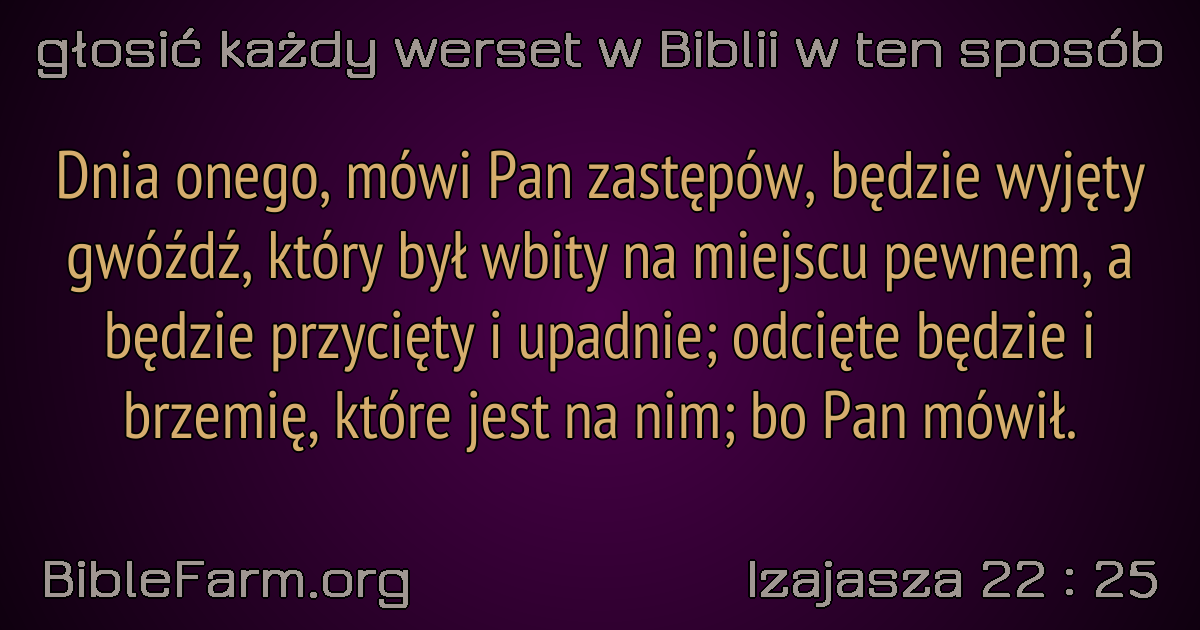 głosić każdy werset w Biblii w ten sposób
Dnia onego, mówi Pan zastępów, będzie wyjęty
gwóźdź, który był wbity na miejscu pewnem, a
będzie przycięty i upadnie; odcięte będzie i
brzemię, które jest na nim; bo Pan mówił.
BibleFarm.org
Izajasza 22 : 25